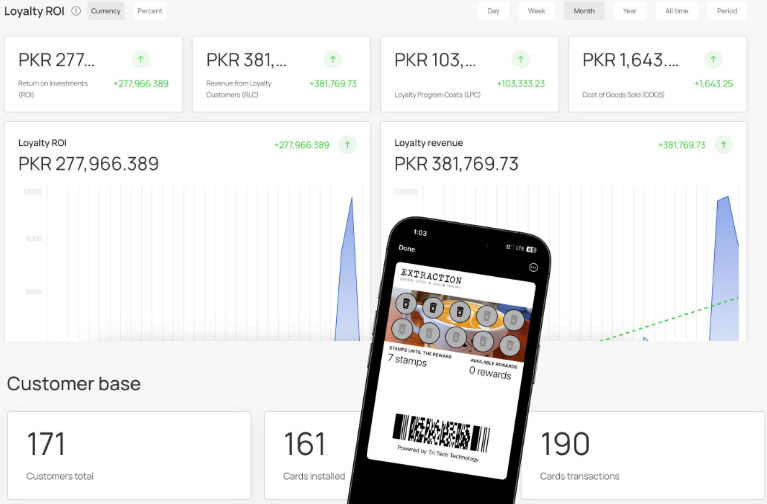 Loyalty ROI
Currency
Percent
Day
Week
Month
Year
All time
Period
PKR 277...
Return on Investments
(ROI)
+277,966.389
PKR 381,...
Revenue from Loyalty
Customers (RLC)
+381,769.73
PKR 103,...
Loyalty Program Costs (LPC)
+103,333.23
PKR 1,643....
Cost of Goods Sold (COGS)
+1,643.25
Loyalty ROI
PKR 277,966.389
+277,966.389
12000
9000
6000
Loyalty revenue
PKR 381,769.73
+381,769.73
120000
1:03
LTE
Done
EXTRACTION
STAMPS UNTIL THE REWARD
7 stamps
AVAILABLE REWARDS
0 rewards
Powered by Tri Tech Technology
Customer base
171
Customers total
161
Cards installed
190
Cards transactions